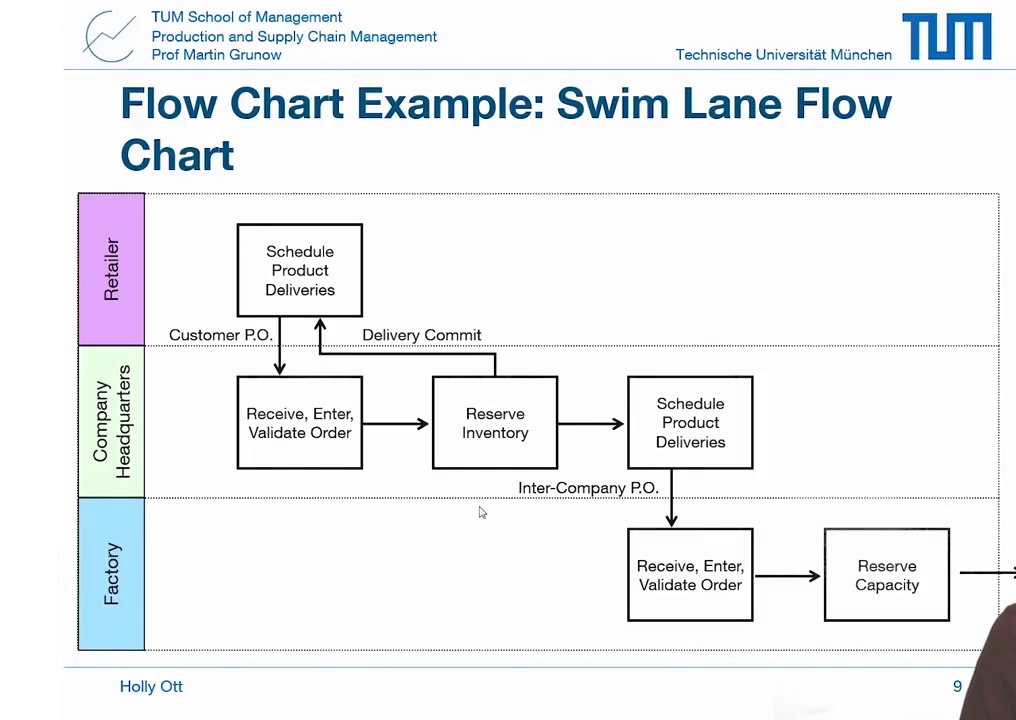 TUM School of Management
Production and Supply Chain Management
Prof Martin Grunow
Technische Universität München
TUM
Flow Chart Example: Swim Lane Flow
Chart
Retailer
Schedule
Product
Deliveries
Customer P.O.
Delivery Commit
Company
Headquarters
Receive, Enter,
Validate Order
Reserve
Inventory
Schedule
Product
Deliveries
Inter-Company P.O.
Factory
Receive, Enter,
Validate Order
Reserve
Capacity
Holly Ott
9